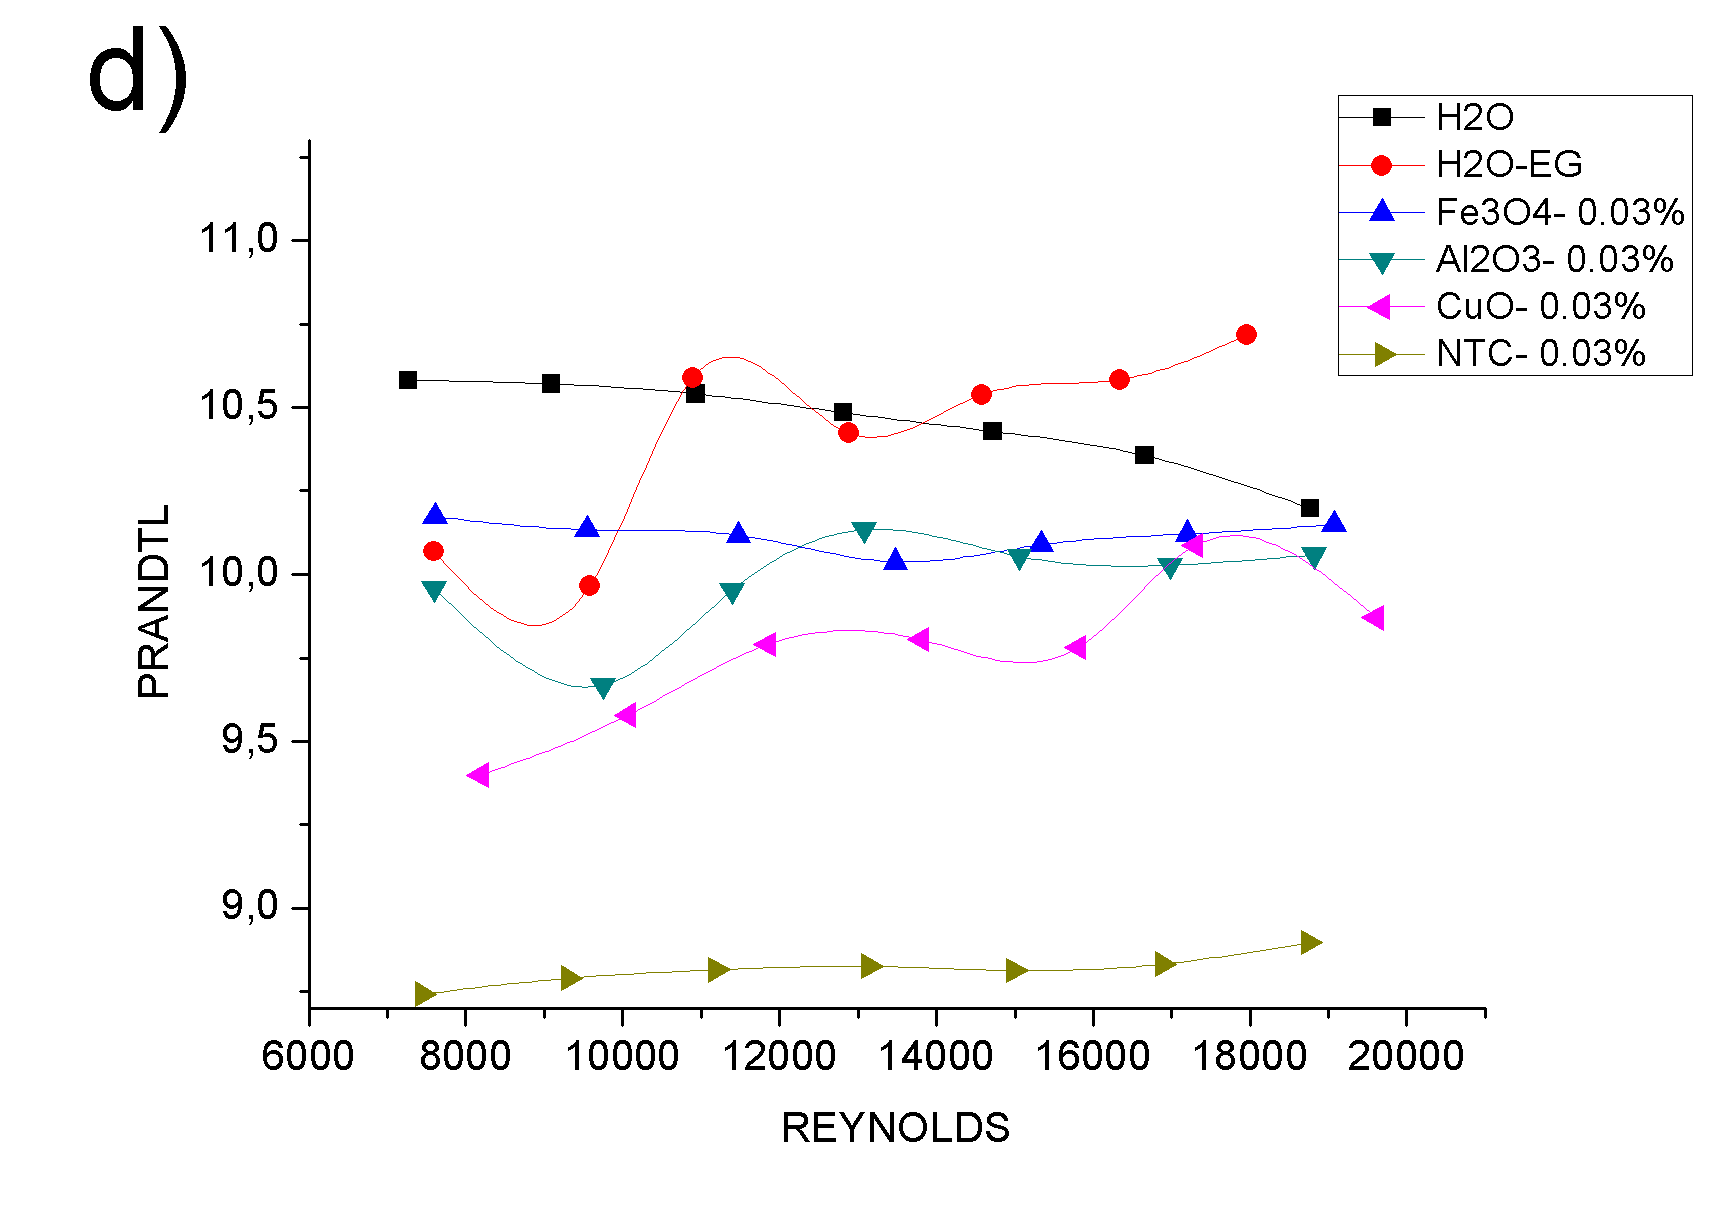 d)
H2O
H2O-EG
Fe3O4- 0.03%
Al2O3- 0.03%
CuO- 0.03%
NTC- 0.03%
11,0
10,5
10,0
9,5
9,0
PRANDTL
6000 8000 10000 12000 14000 16000 18000 20000
REYNOLDS